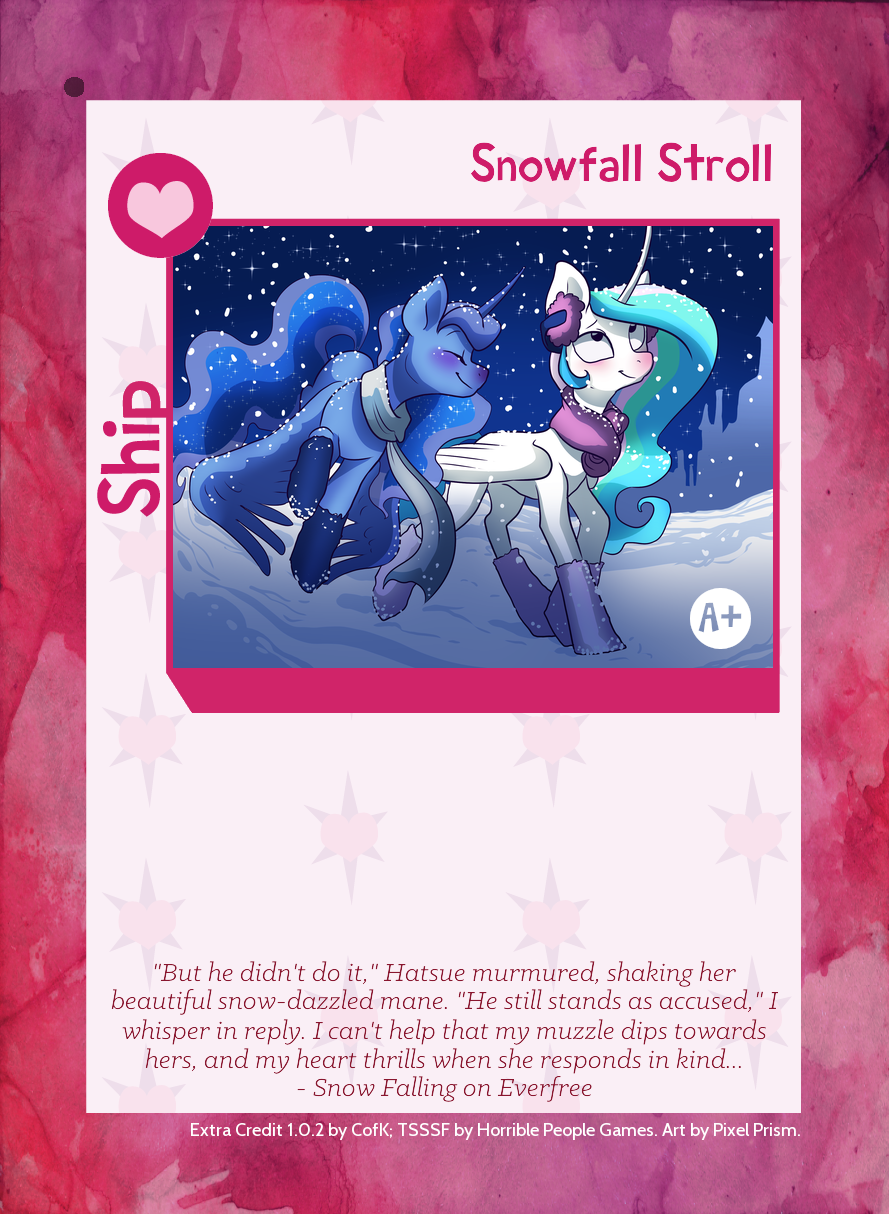 Snowfall Stroll
Ship
A+
"But he didn't do it," Hatsue murmured, shaking her
beautiful snow-dazzled mane. "He still stands as accused," I
whisper in reply. I can't help that my muzzle dips towards
hers, and my heart thrills when she responds in kind...
- Snow Falling on Everfree
Extra Credit 1.0.2 by CofK; TSSSF by Horrible People Games. Art by Pixel Prism.